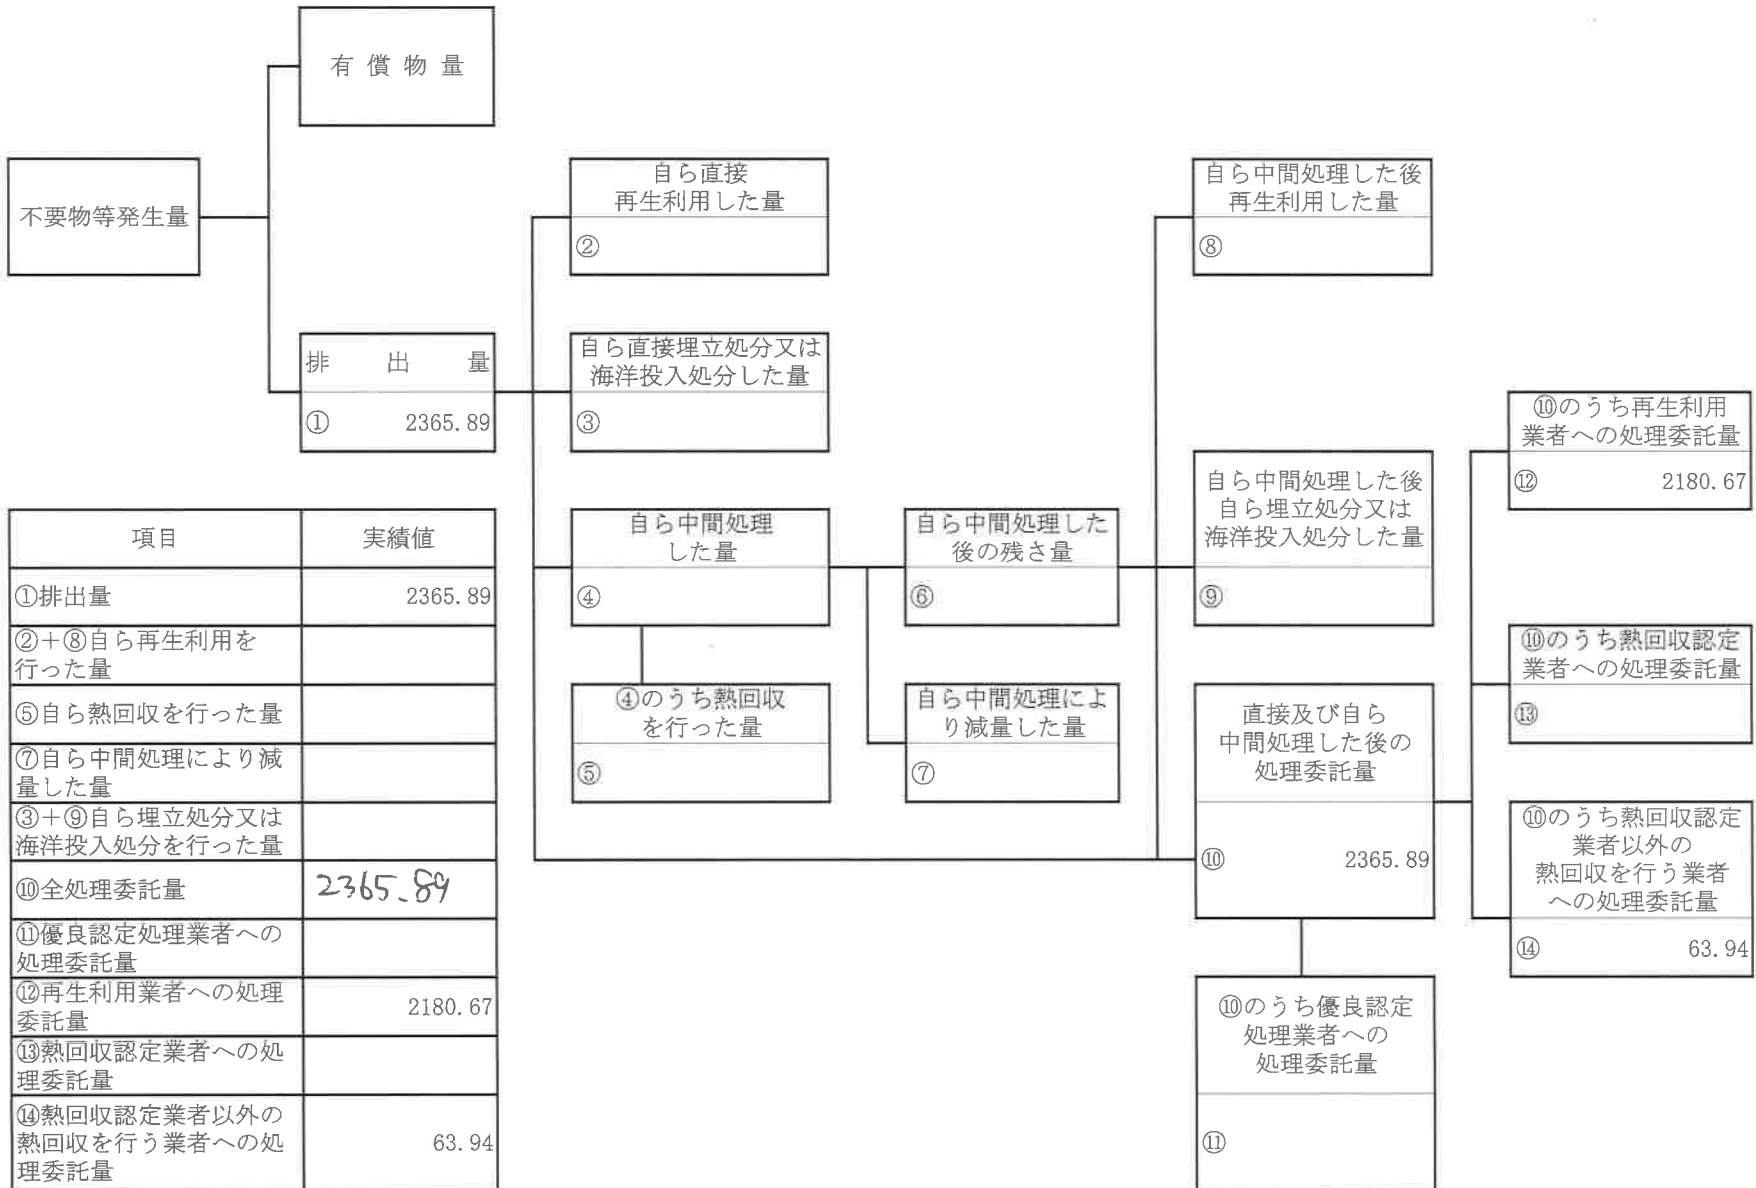 有償物量
不要物等発生量
排出量
① 2365.89
自ら直接
再生利用した量
②
自ら直接埋立処分又は
海洋投入処分した量
③
自ら中間処理
した量
④
④のうち熱回収
を行った量
⑤
自ら中間処理した
後の残さ量
⑥
自ら中間処理によ
り減量した量
⑦
自ら中間処理した後
再生利用した量
⑧
自ら中間処理した後
自ら埋立処分又は
海洋投入処分した量
⑨
直接及び自ら
中間処理した後の
処理委託量
⑩ 2365.89
⑩のうち優良認定
処理業者への
処理委託量
⑪
⑩のうち再生利用
業者への処理委託量
⑫ 2180.67
⑩のうち熱回収認定
業者への処理委託量
⑬
⑩のうち熱回収認定
業者以外の
熱回収を行う業者
への処理委託量
⑭ 63.94
項目 実績値
①排出量 2365.89
②+⑧自ら再生利用を
行った量
⑤自ら熱回収を行った量
⑦自ら中間処理により減
量した量
③+⑨自ら埋立処分又は
海洋投入処分を行った量
⑩全処理委託量 2365.89
⑪優良認定処理業者への
処理委託量
⑫再生利用業者への処理
委託量 2180.67
⑬熱回収認定業者への処
理委託量
⑭熱回収認定業者以外の
熱回収を行う業者への処
理委託量 63.94